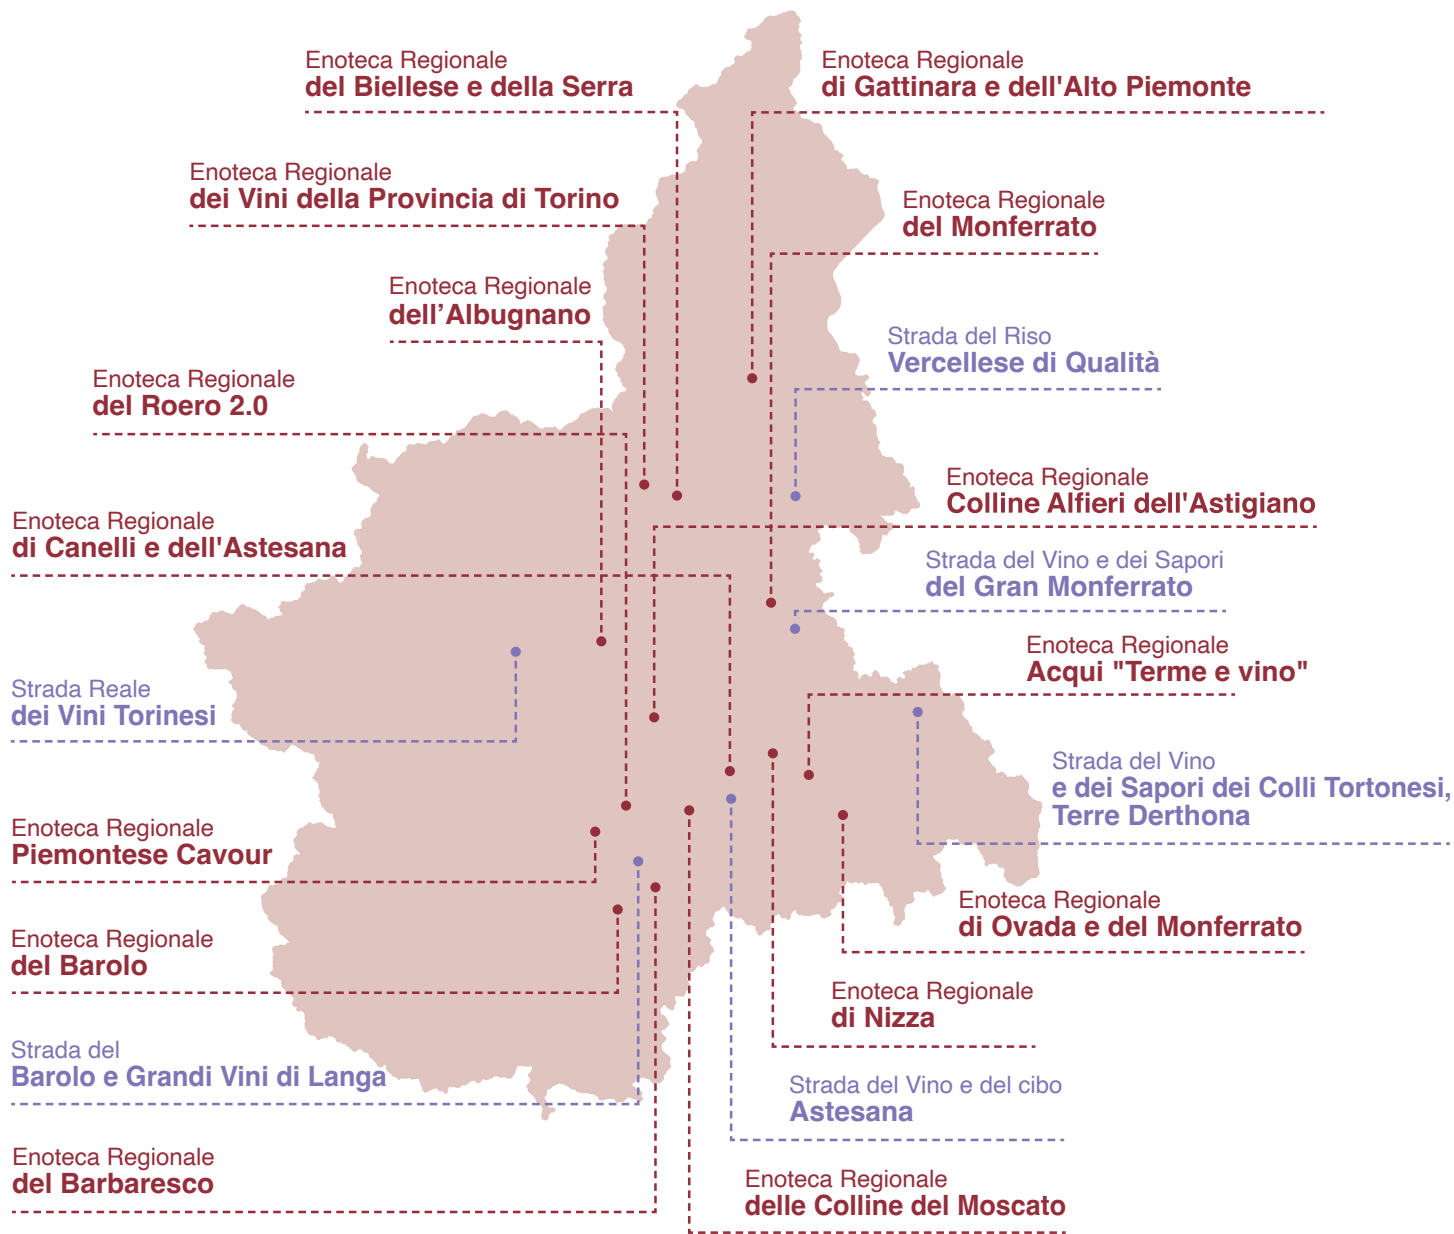 Enoteca Regionale
del Biellese e della Serra
Enoteca Regionale
di Gattinara e dell'Alto Piemonte
Enoteca Regionale
dei Vini della Provincia di Torino
Enoteca Regionale
del Monferrato
Enoteca Regionale
dell’Albugnano
Strada del Riso
Vercellese di Qualità
Enoteca Regionale
del Roero 2.0
Enoteca Regionale
Colline Alfieri dell'Astigiano
Enoteca Regionale
di Canelli e dell'Astesana
Strada del Vino e dei Sapori
del Gran Monferrato
Enoteca Regionale
Acqui "Terme e vino"
Strada Reale
dei Vini Torinesi
Strada del Vino
e dei Sapori dei Colli Tortonesi,
Terre Derthona
Enoteca Regionale
Piemontese Cavour
Enoteca Regionale
di Ovada e del Monferrato
Enoteca Regionale
del Barolo
Enoteca Regionale
di Nizza
Strada del
Barolo e Grandi Vini di Langa
Strada del Vino e del cibo
Astesana
Enoteca Regionale
del Barbaresco
Enoteca Regionale
delle Colline del Moscato